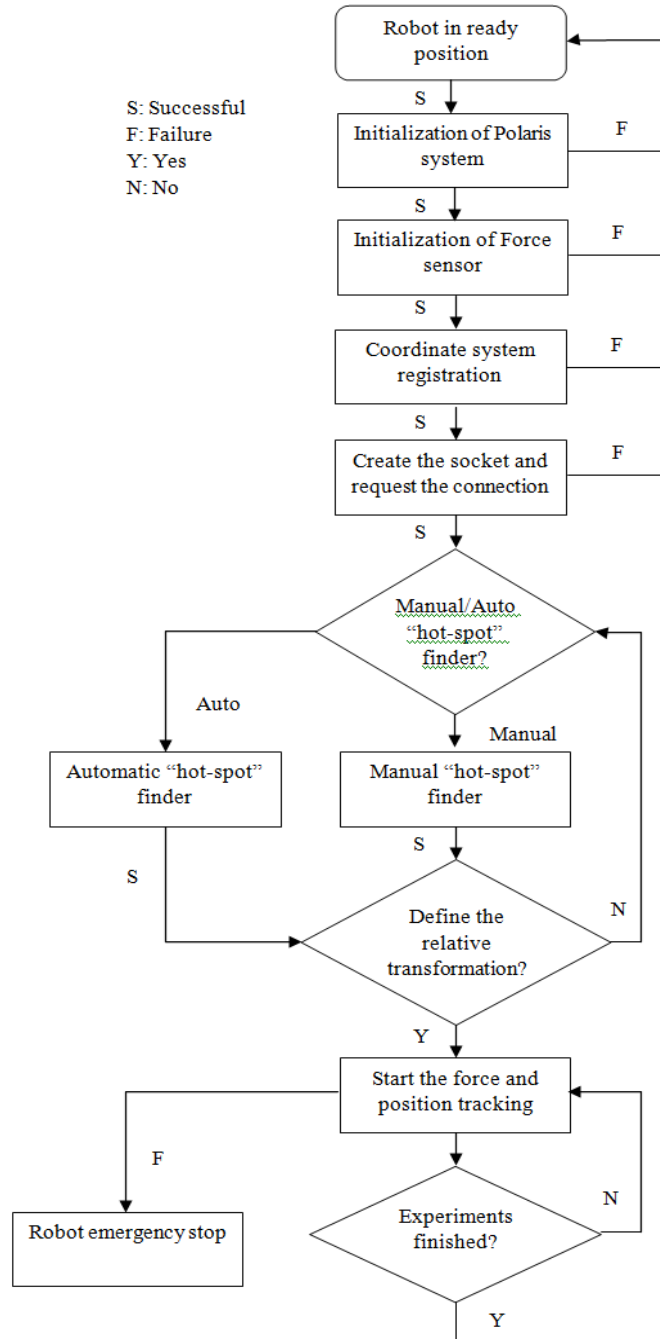 Robot in ready
position
S: Successful
F: Failure
Y: Yes
N: No
S
Initialization of Polaris
system
F
S
Initialization of Force
sensor
F
S
Coordinate system
registration
F
S
Create the socket and
request the connection
F
S
Manual/Auto
“hot-spot”
finder?
Auto
Manual
Automatic “hot-spot”
finder
Manual “hot-spot”
finder
S
S
Define the
relative
transformation?
N
Y
Start the force and
position tracking
F
Robot emergency stop
Experiments
finished?
N
Y